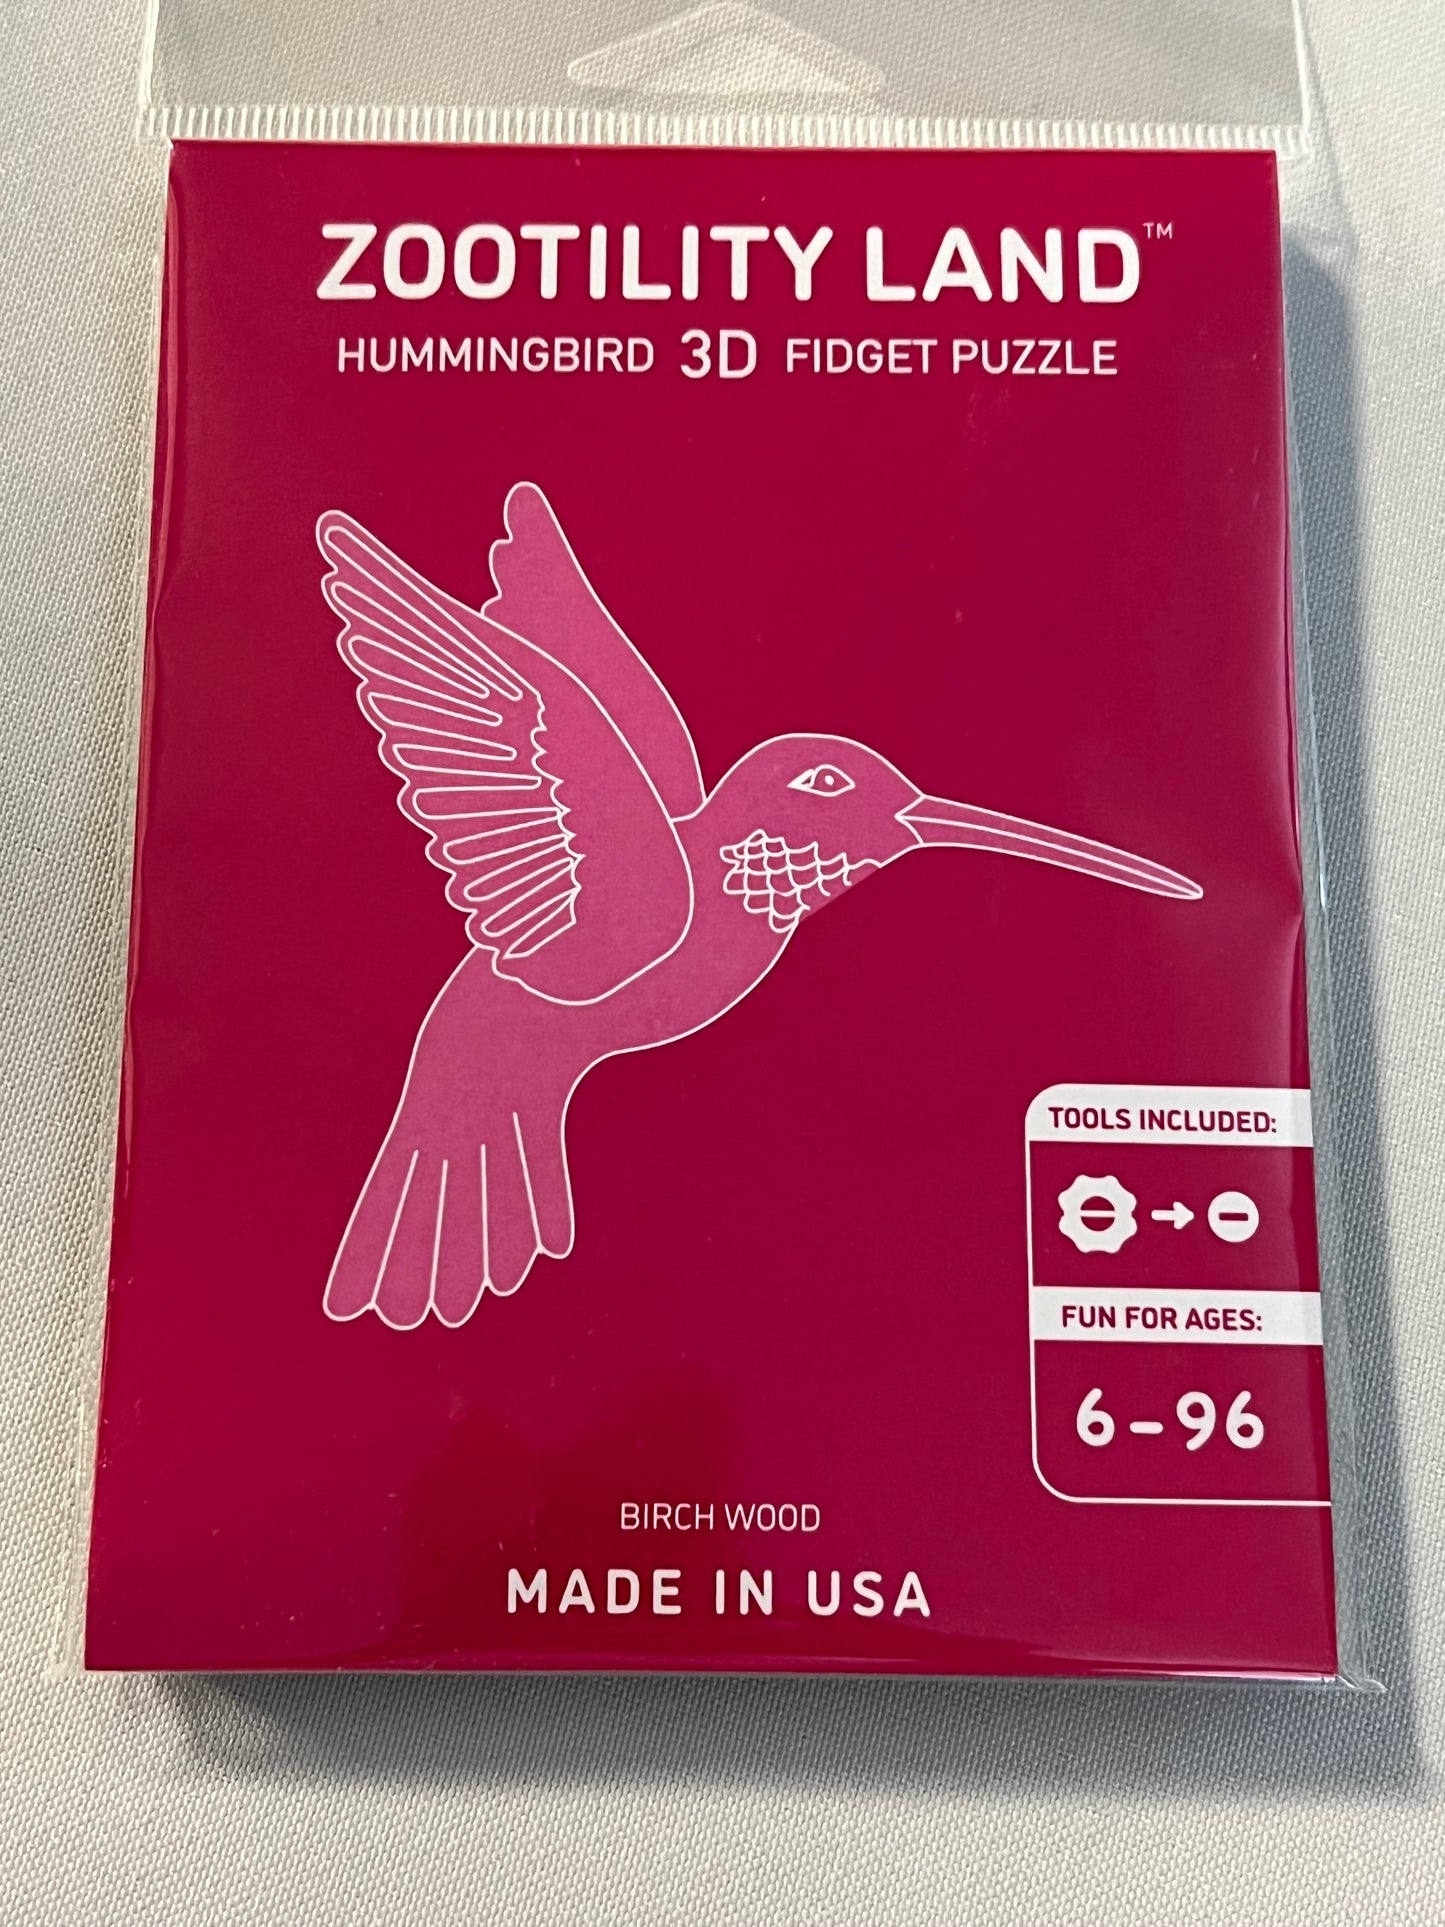 ZOOTILITY LAND™
HUMMINGBIRD 3D FIDGET PUZZLE
TOOLS INCLUDED:
FUN FOR AGES:
6-96
BIRCH WOOD
MADE IN USA